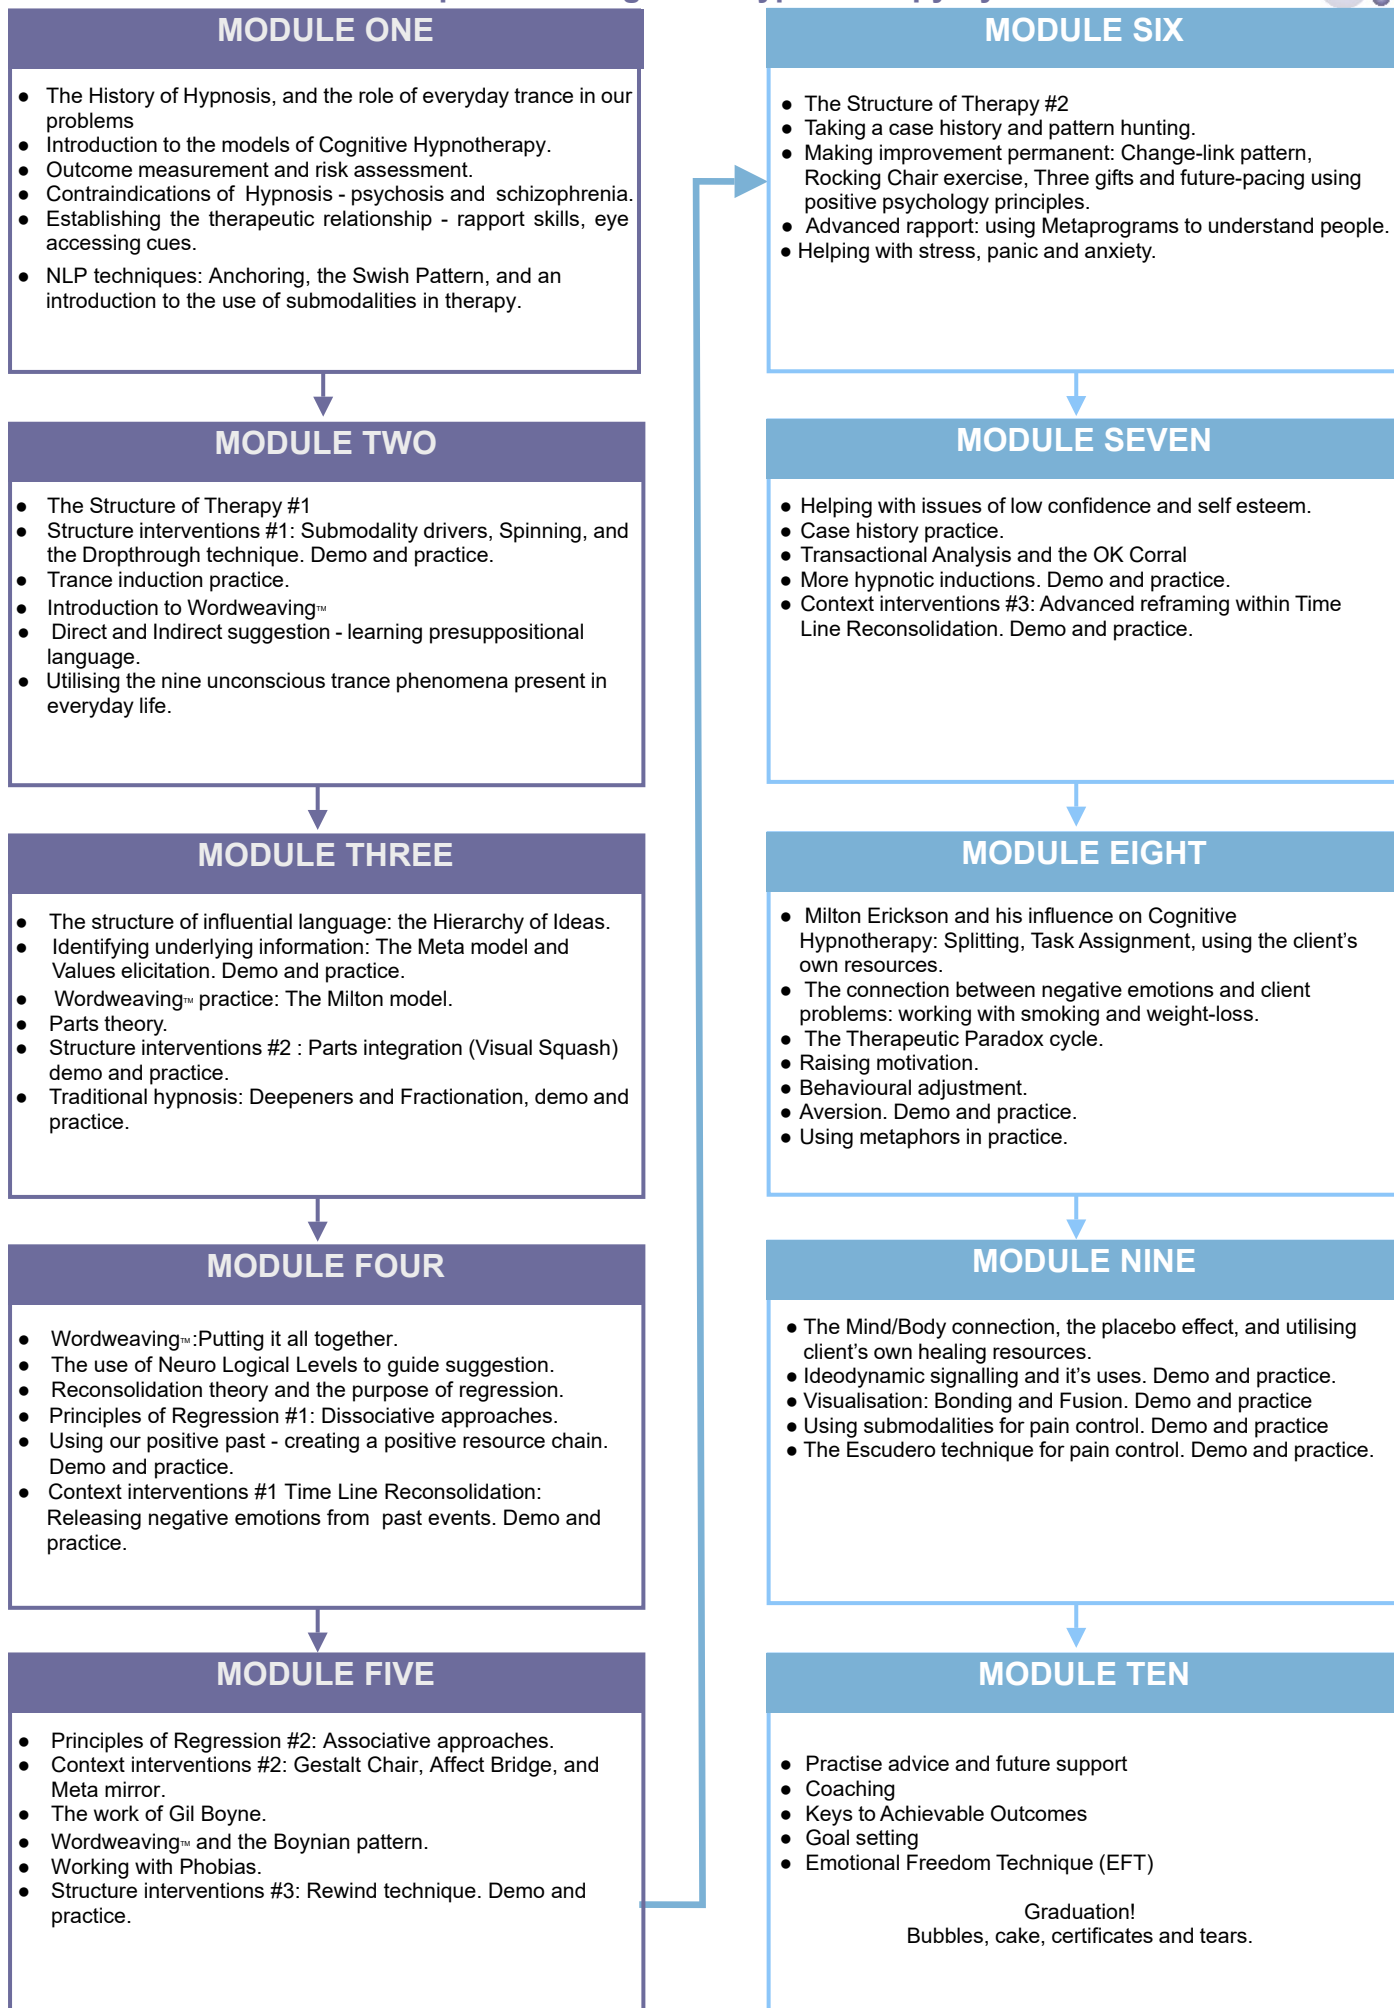 MODULE ONE
● The History of Hypnosis, and the role of everyday trance in our
problems
● Introduction to the models of Cognitive Hypnotherapy.
● Outcome measurement and risk assessment.
● Contraindications of Hypnosis - psychosis and schizophrenia.
● Establishing the therapeutic relationship - rapport skills, eye
accessing cues.
● NLP techniques: Anchoring, the Swish Pattern, and an
introduction to the use of submodalities in therapy.
MODULE TWO
● The Structure of Therapy #1
● Structure interventions #1: Submodality drivers, Spinning, and
the Dropthrough technique. Demo and practice.
● Trance induction practice.
● Introduction to Wordweaving™
● Direct and Indirect suggestion - learning presuppositional
language.
● Utilising the nine unconscious trance phenomena present in
everyday life.
MODULE THREE
● The structure of influential language: the Hierarchy of Ideas.
● Identifying underlying information: The Meta model and
Values elicitation. Demo and practice.
● Wordweaving™ practice: The Milton model.
● Parts theory.
● Structure interventions #2 : Parts integration (Visual Squash)
demo and practice.
● Traditional hypnosis: Deepeners and Fractionation, demo and
practice.
MODULE FOUR
● Wordweaving™:Putting it all together.
● The use of Neuro Logical Levels to guide suggestion.
● Reconsolidation theory and the purpose of regression.
● Principles of Regression #1: Dissociative approaches.
● Using our positive past - creating a positive resource chain.
Demo and practice.
● Context interventions #1 Time Line Reconsolidation:
Releasing negative emotions from past events. Demo and
practice.
MODULE FIVE
● Principles of Regression #2: Associative approaches.
● Context interventions #2: Gestalt Chair, Affect Bridge, and
Meta mirror.
● The work of Gil Boyne.
● Wordweaving™ and the Boynian pattern.
● Working with Phobias.
● Structure interventions #3: Rewind technique. Demo and
practice.
MODULE SIX
● The Structure of Therapy #2
● Taking a case history and pattern hunting.
● Making improvement permanent: Change-link pattern,
Rocking Chair exercise, Three gifts and future-pacing using
positive psychology principles.
● Advanced rapport: using Metaprograms to understand people.
● Helping with stress, panic and anxiety.
MODULE SEVEN
● Helping with issues of low confidence and self esteem.
● Case history practice.
● Transactional Analysis and the OK Corral
● More hypnotic inductions. Demo and practice.
● Context interventions #3: Advanced reframing within Time
Line Reconsolidation. Demo and practice.
MODULE EIGHT
● Milton Erickson and his influence on Cognitive
Hypnotherapy: Splitting, Task Assignment, using the client’s
own resources.
● The connection between negative emotions and client
problems: working with smoking and weight-loss.
● The Therapeutic Paradox cycle.
● Raising motivation.
● Behavioural adjustment.
● Aversion. Demo and practice.
● Using metaphors in practice.
MODULE NINE
● The Mind/Body connection, the placebo effect, and utilising
client’s own healing resources.
● Ideodynamic signalling and it’s uses. Demo and practice.
● Visualisation: Bonding and Fusion. Demo and practice
● Using submodalities for pain control. Demo and practice
● The Escudero technique for pain control. Demo and practice.
MODULE TEN
● Practise advice and future support
● Coaching
● Keys to Achievable Outcomes
● Goal setting
● Emotional Freedom Technique (EFT)
Graduation!
Bubbles, cake, certificates and tears.